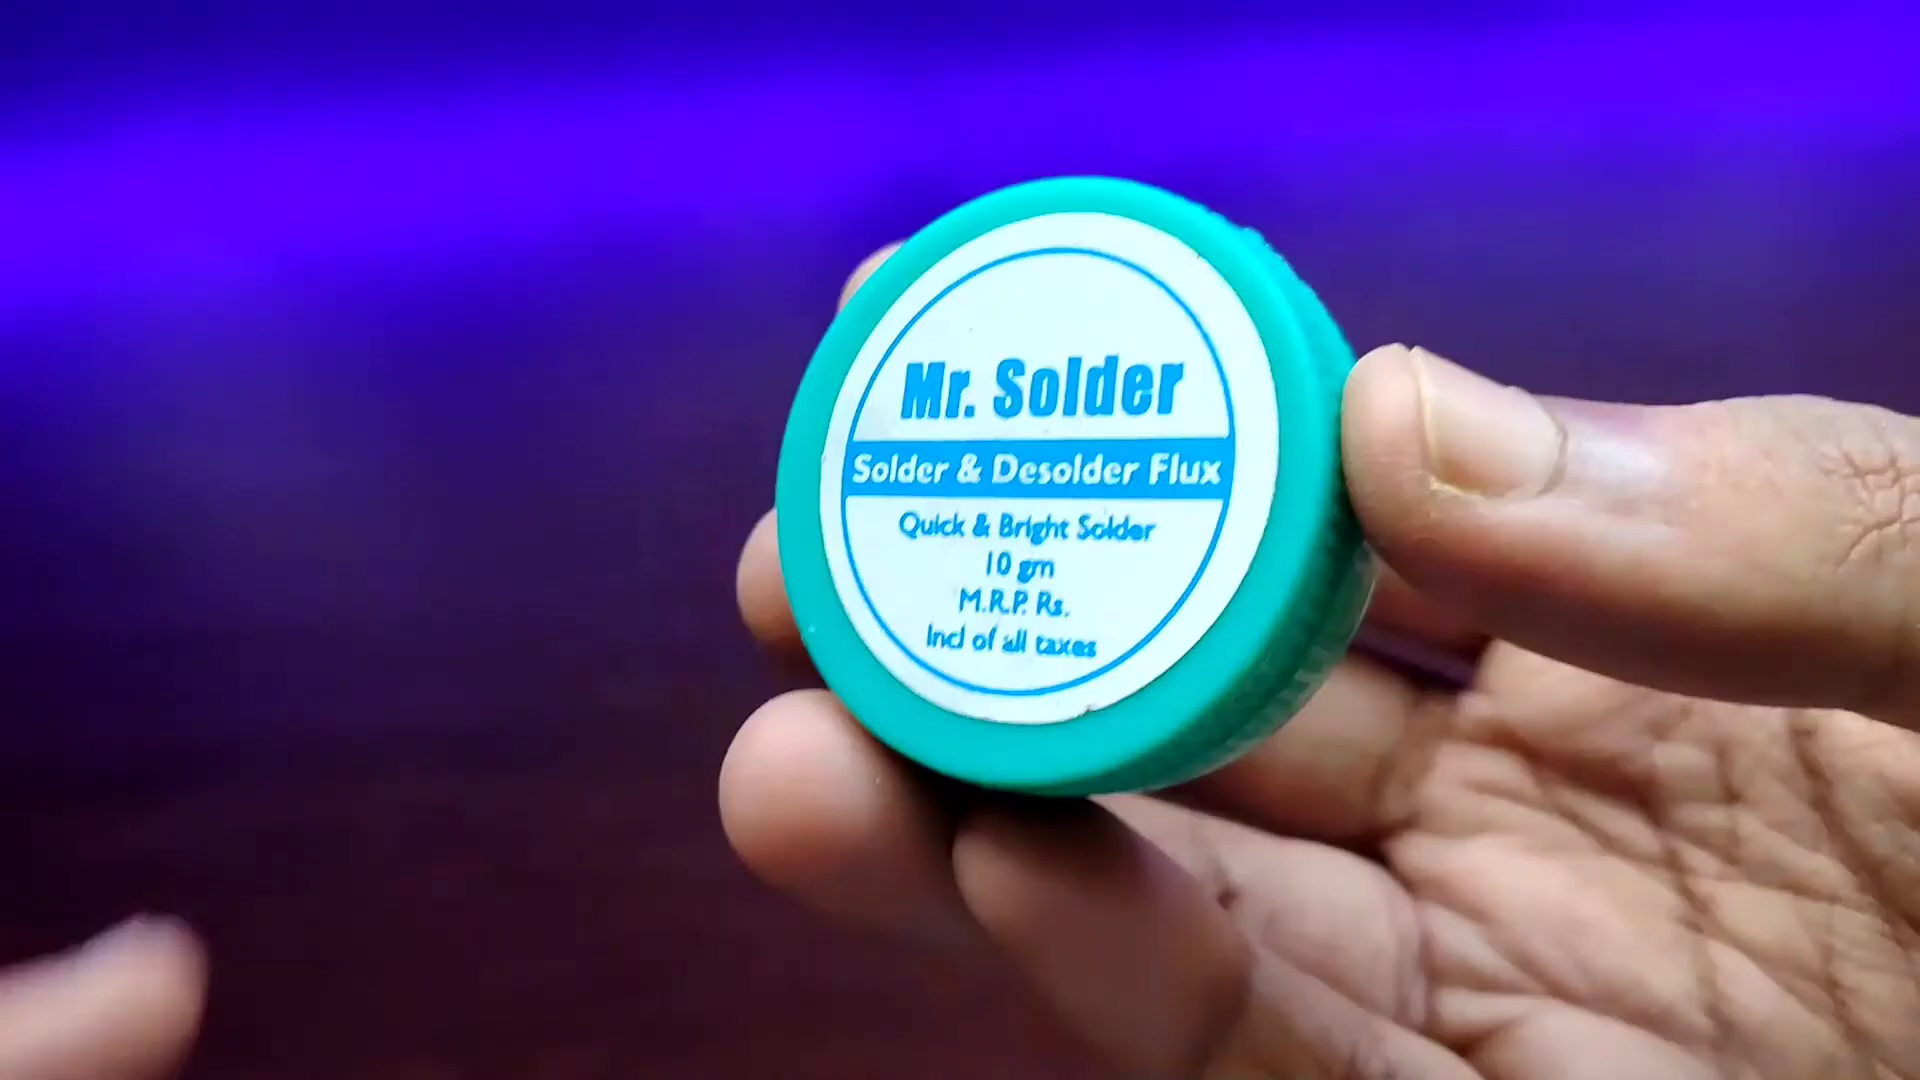 Mr. Solder
Solder & Desolder Flux
Quick & Bright Solder
10 gm
M.R.P. Rs.
Incl of all taxes